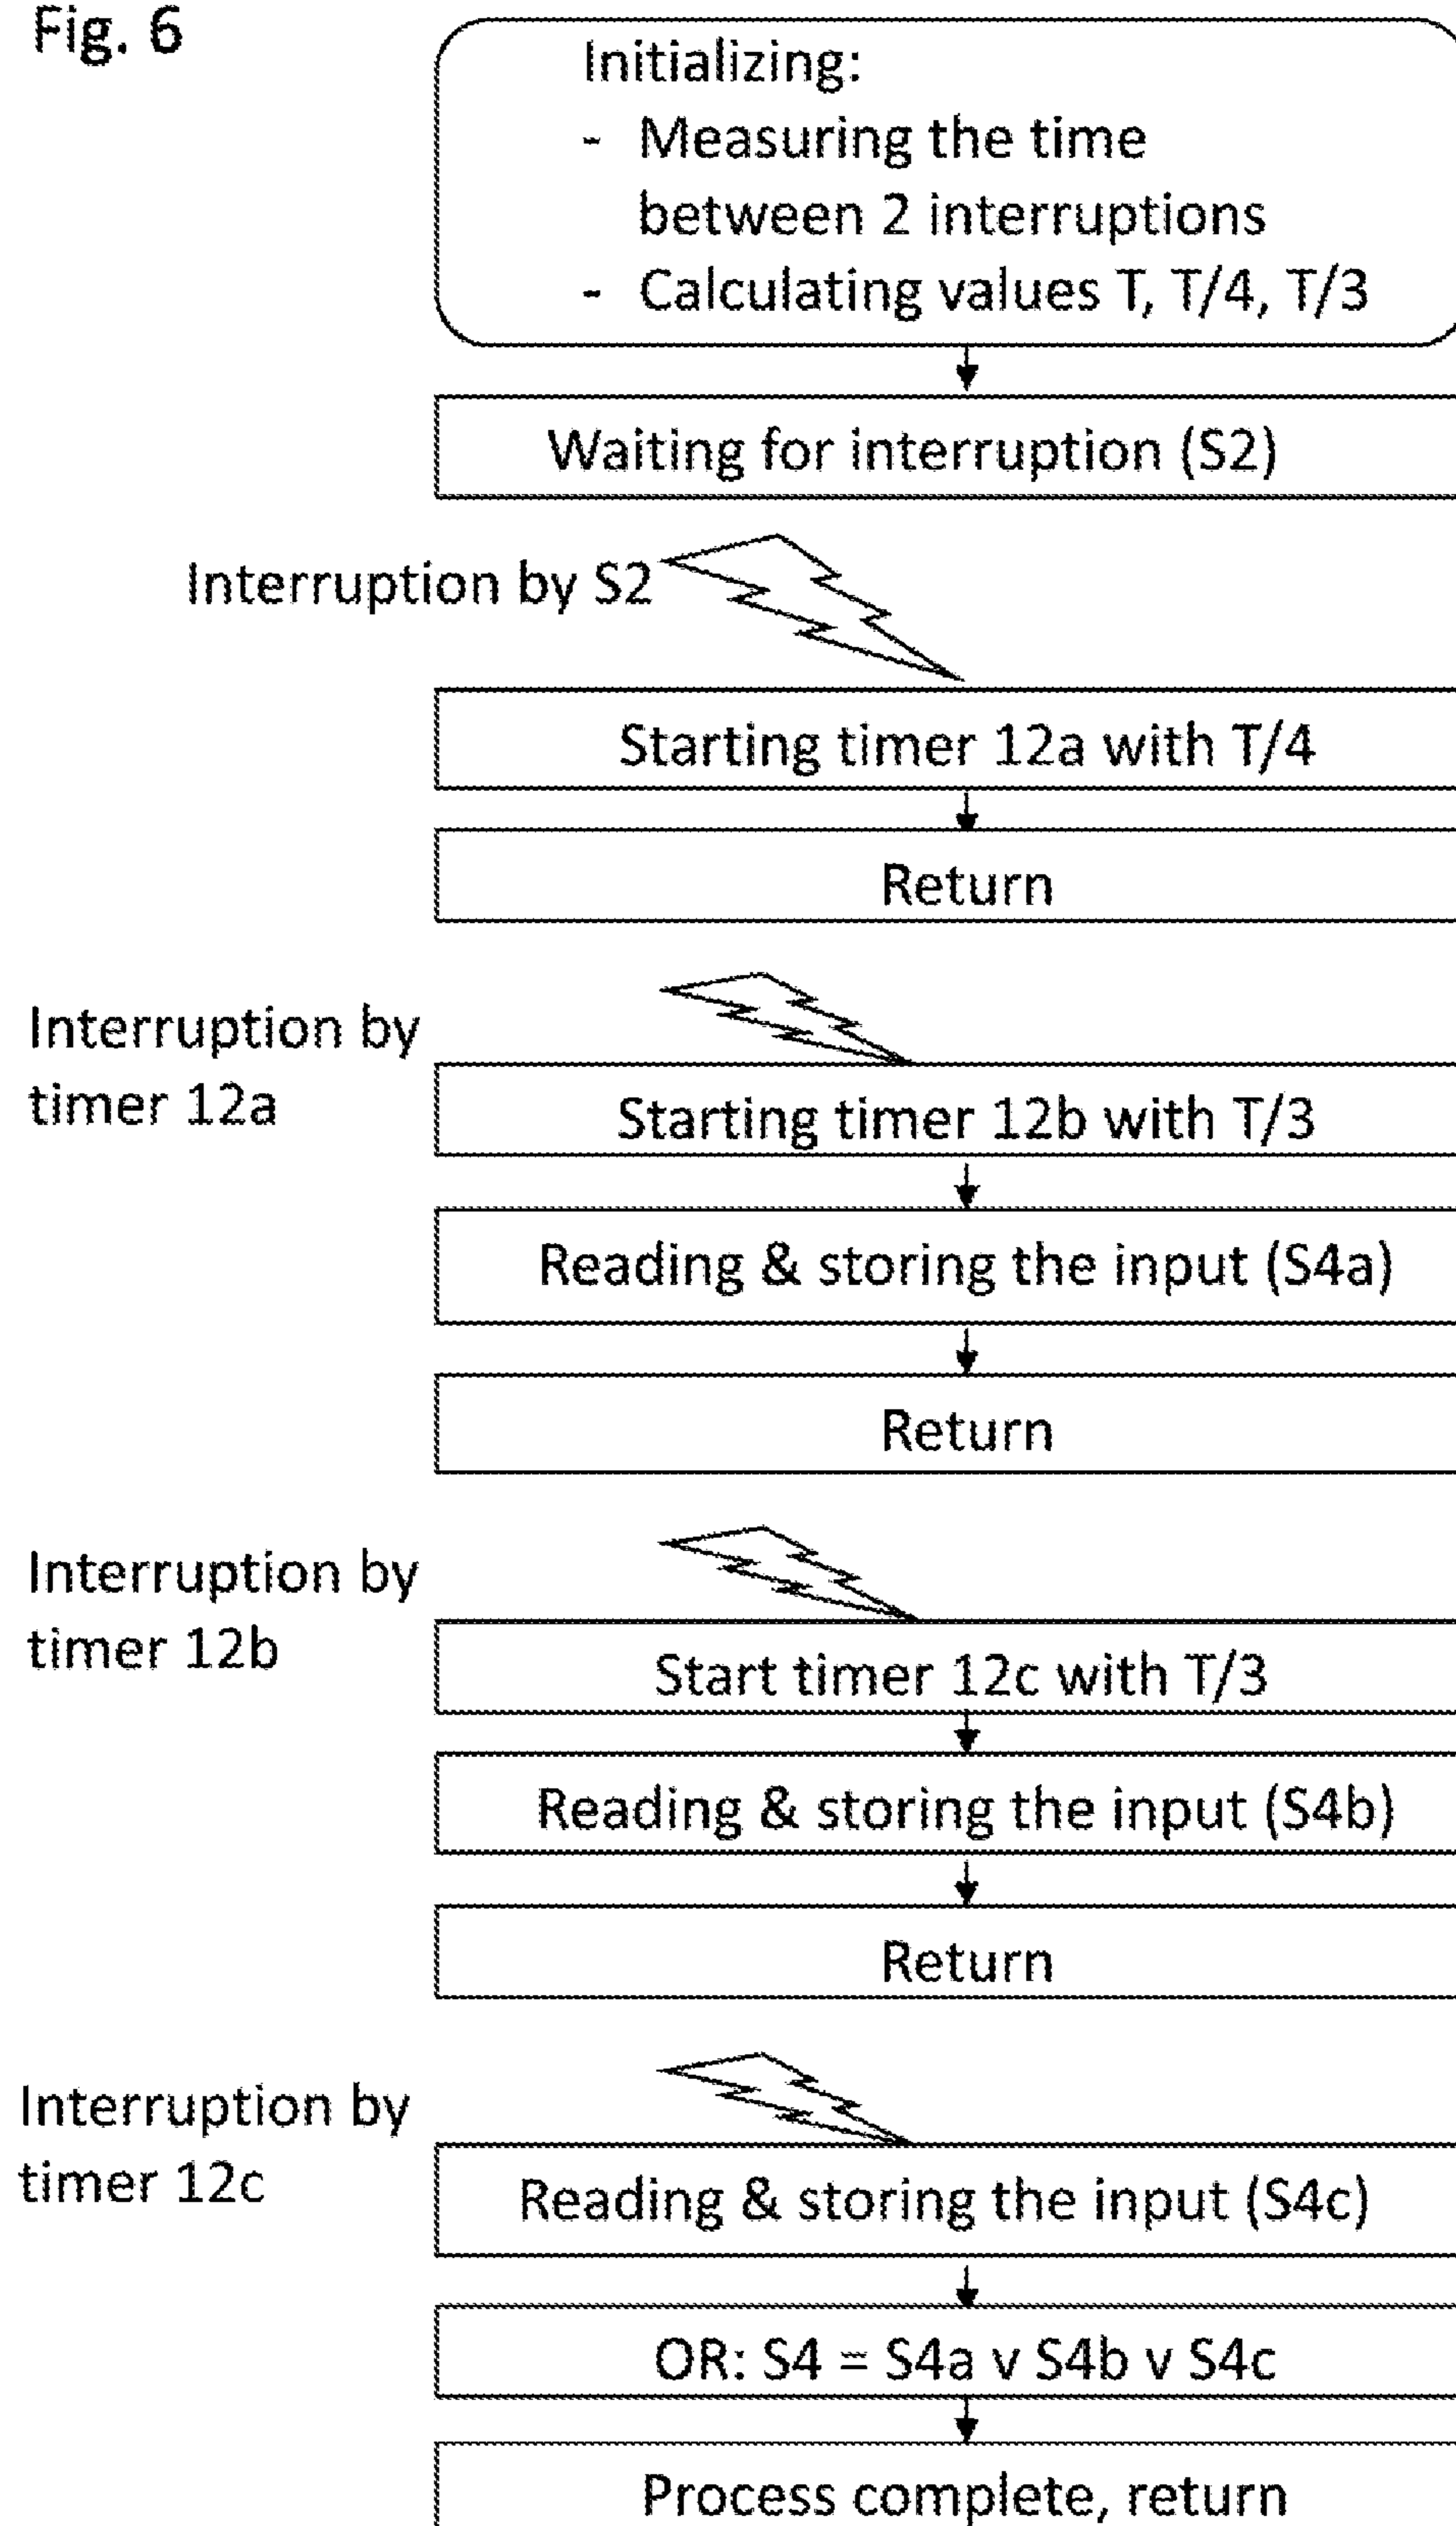 Fig. 6
Initializing:
- Measuring the time
between 2 interruptions
- Calculating values T, T/4, T/3
Waiting for interruption (S2)
Interruption by S2
Starting timer 12a with T/4
Return
Interruption by
timer 12a
Starting timer 12b with T/3
Reading & storing the input (S4a)
Return
Interruption by
timer 12b
Start timer 12c with T/3
Reading & storing the input (S4b)
Return
Interruption by
timer 12c
Reading & storing the input (S4c)
OR: S4 = S4a v S4b v S4c
Process complete, return